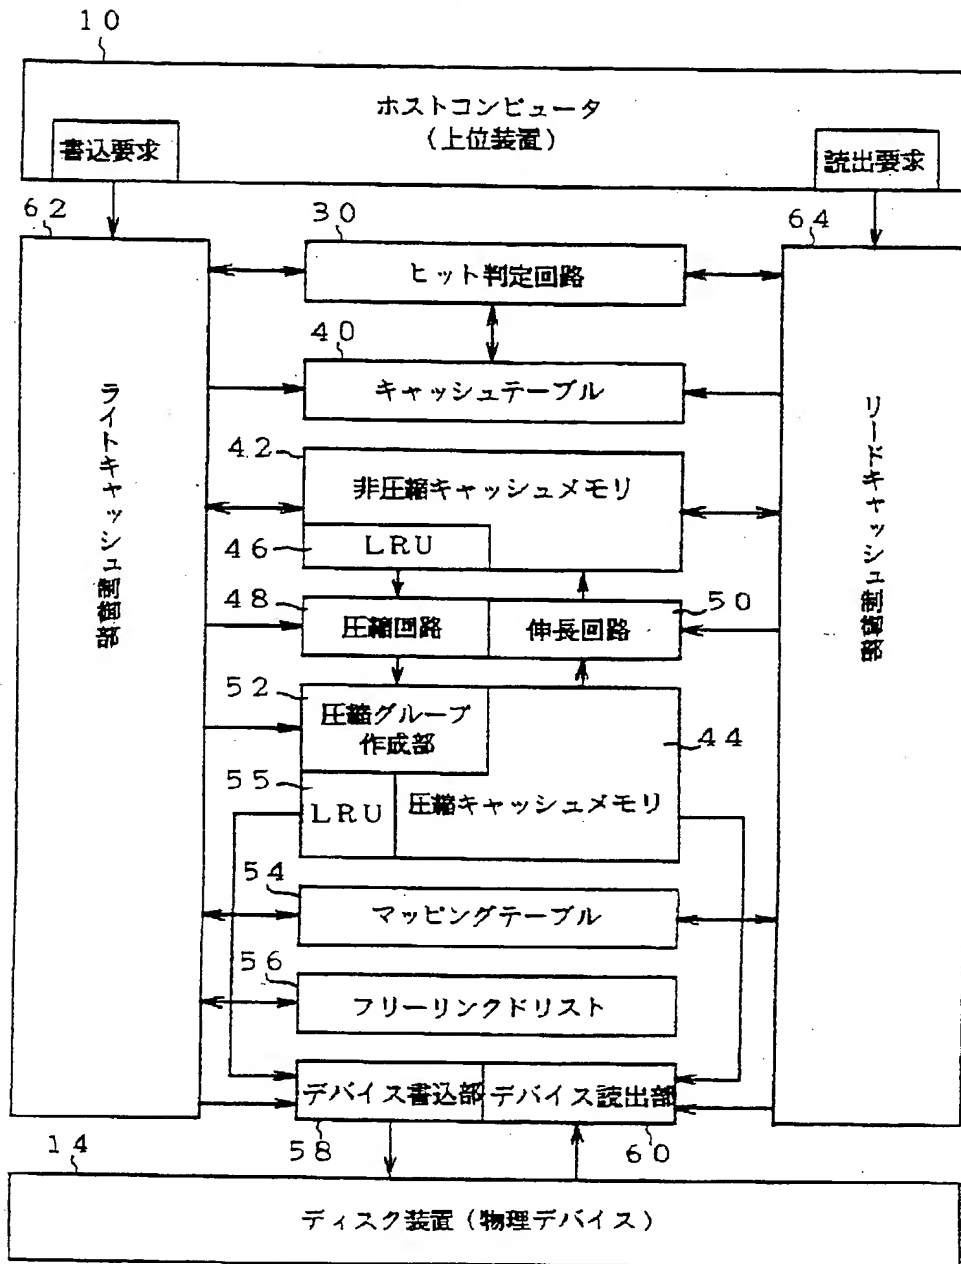 10
ホストコンピュータ
(上位装置)
書込要求
読出要求
62
30
64
ヒット判定回路
40
キャッシュテーブル
ライトキャッシュ制御部
リードキャッシュ制御部
42
非圧縮キャッシュメモリ
46
LRU
48
圧縮回路
伸長回路
50
52
圧縮グループ
作成部
44
55
LRU
圧縮キャッシュメモリ
54
マッピングテーブル
56
フリーリンクドリスト
デバイス書込部
デバイス読出部
58
60
14
ディスク装置(物理デバイス)